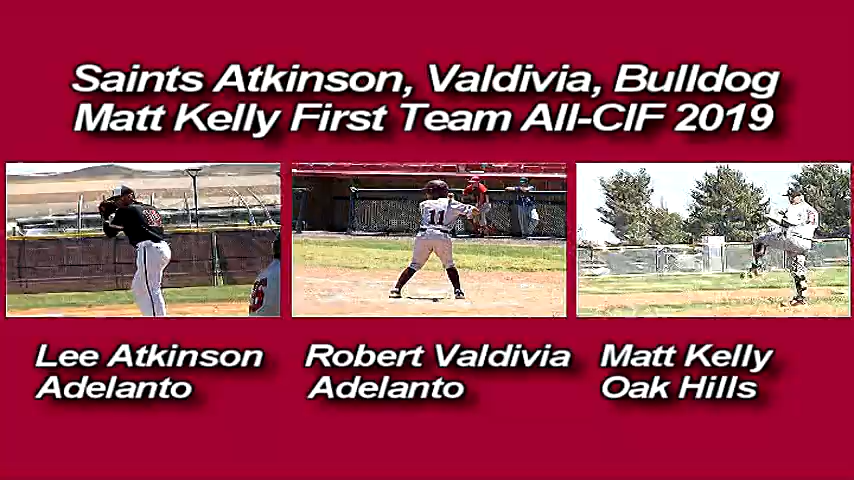 Saints Atkinson, Valdivia, Bulldog
Matt Kelly First Team All-CIF 2019
11
Lee Atkinson
Adelanto
Robert Valdivia
Adelanto
Matt Kelly
Oak Hills